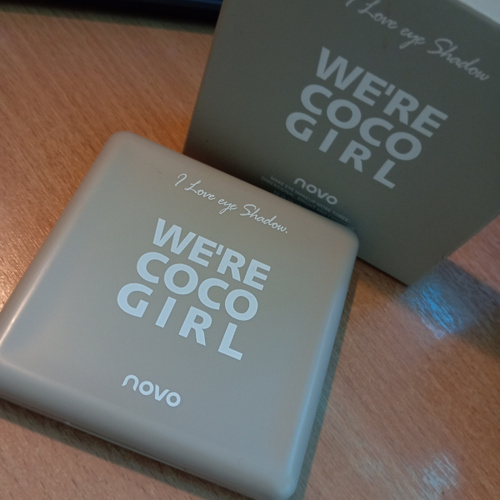 I Love eye Shadow
WE'RE
COCO
GIRL
novo
I Love eye Shadow.
WE'RE
COCO
GIRL
novo